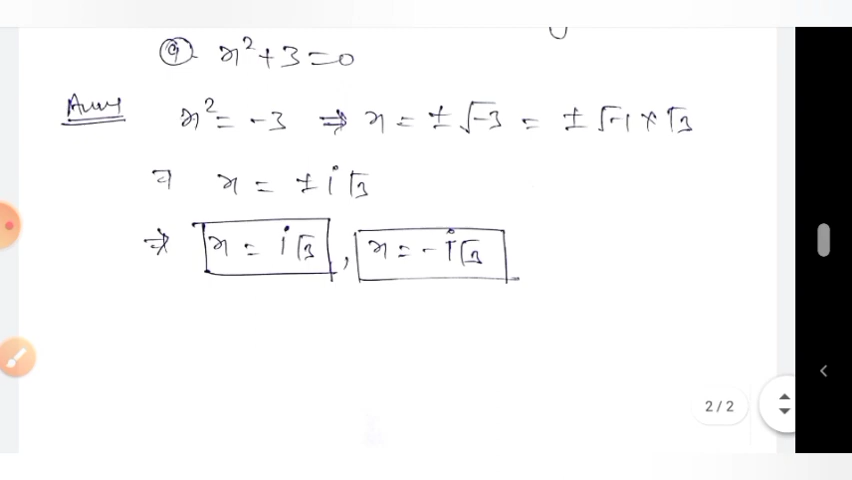 9 x² + 3 = 0
Ans
x² = -3 ⇒ x = ± √-3 = ± √-1 × √3
⇒ x = ± i √3
⇒ x = i √3 , x = - i √3
2 / 2